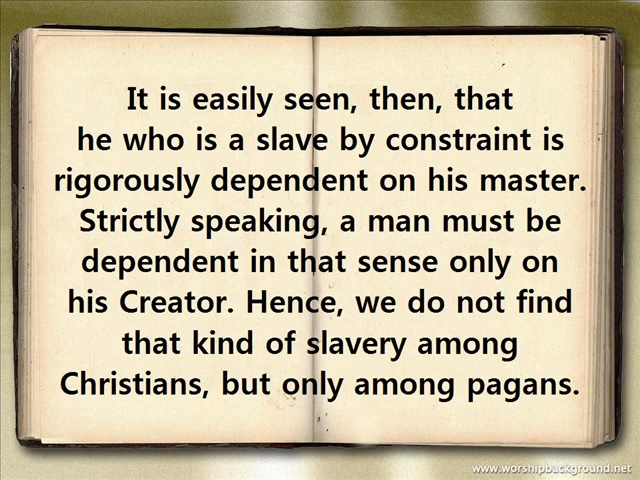 It is easily seen, then, that
he who is a slave by constraint is
rigorously dependent on his master.
Strictly speaking, a man must be
dependent in that sense only on
his Creator. Hence, we do not find
that kind of slavery among
Christians, but only among pagans.
www.worshipbackground.net